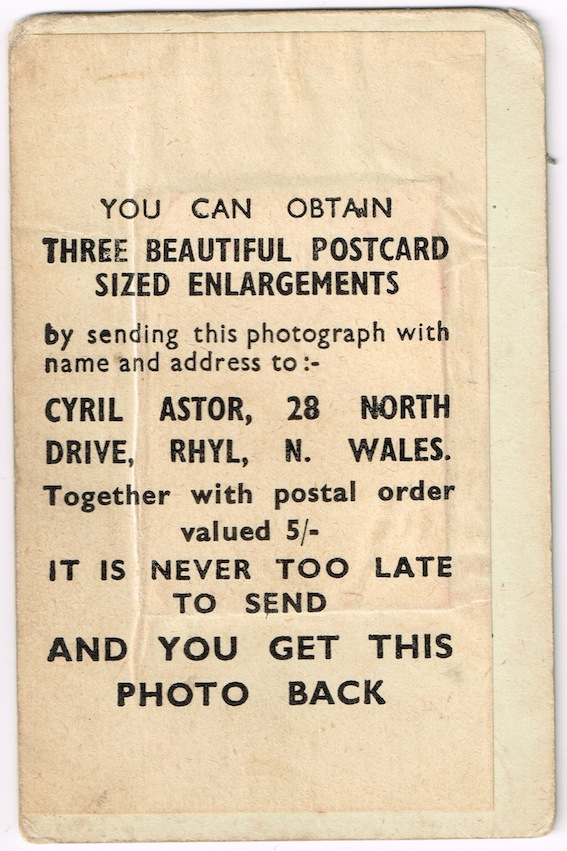 YOU CAN OBTAIN
THREE BEAUTIFUL POSTCARD
SIZED ENLARGEMENTS
by sending this photograph with
name and address to :-
CYRIL ASTOR, 28 NORTH
DRIVE, RHYL, N. WALES.
Together with postal order
valued 5/-
IT IS NEVER TOO LATE
TO SEND
AND YOU GET THIS
PHOTO BACK